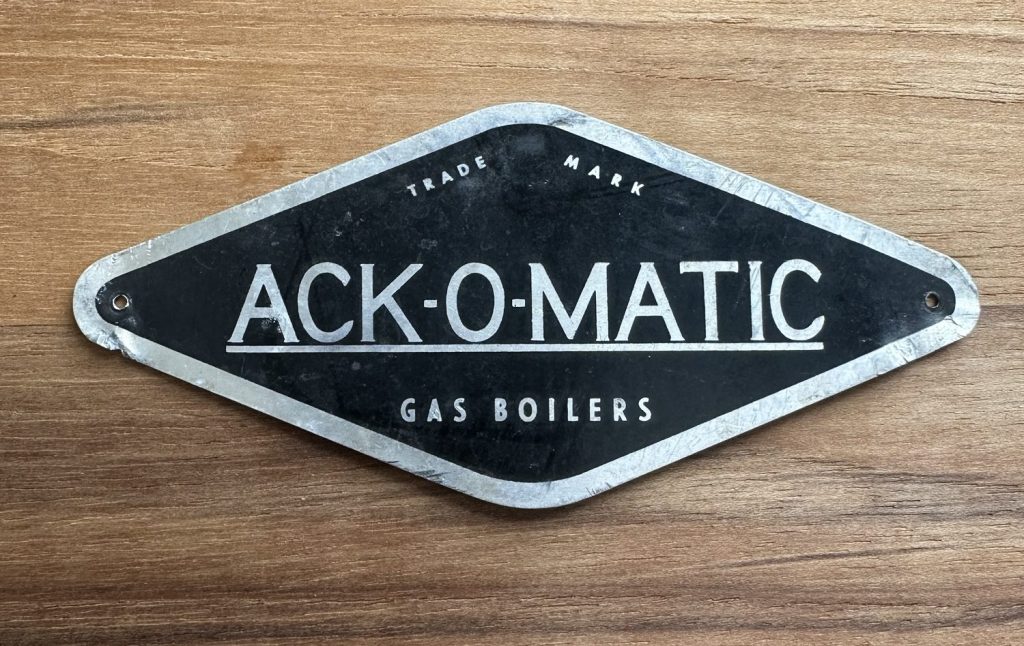 TRADE MARK
ACK-O-MATIC
GAS BOILERS